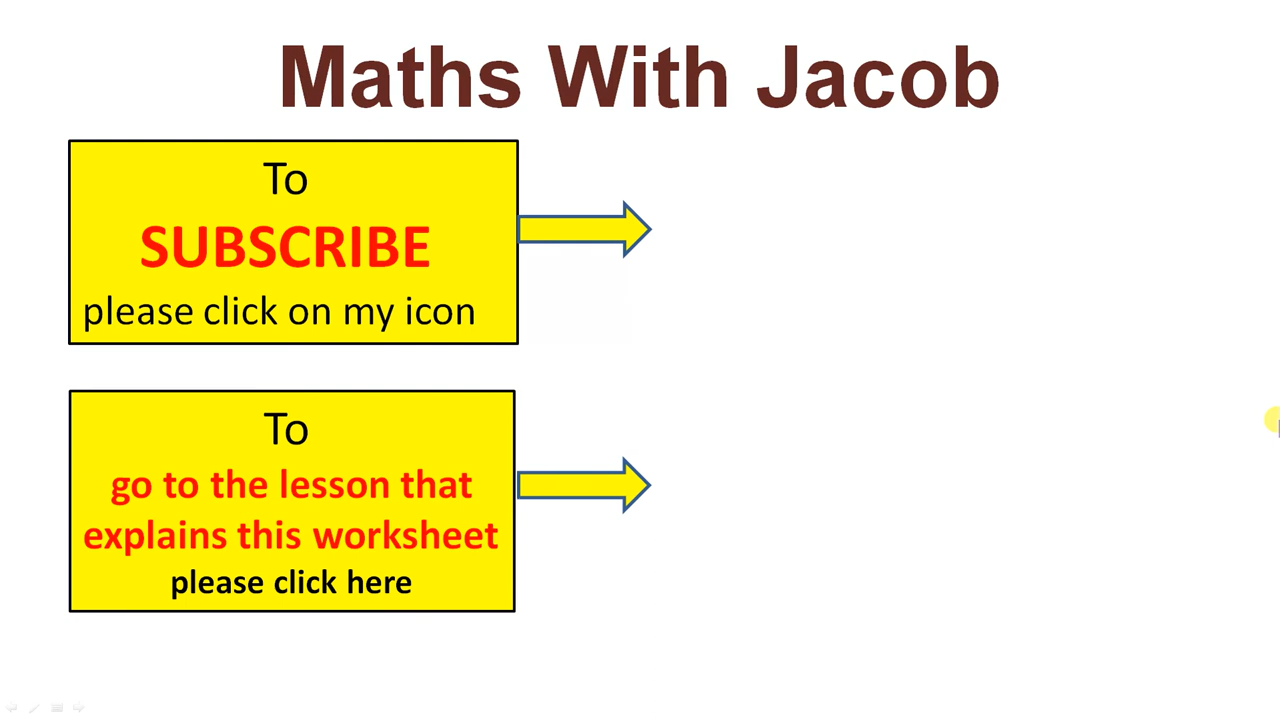 Maths With Jacob
To
SUBSCRIBE
please click on my icon
To
go to the lesson that
explains this worksheet
please click here